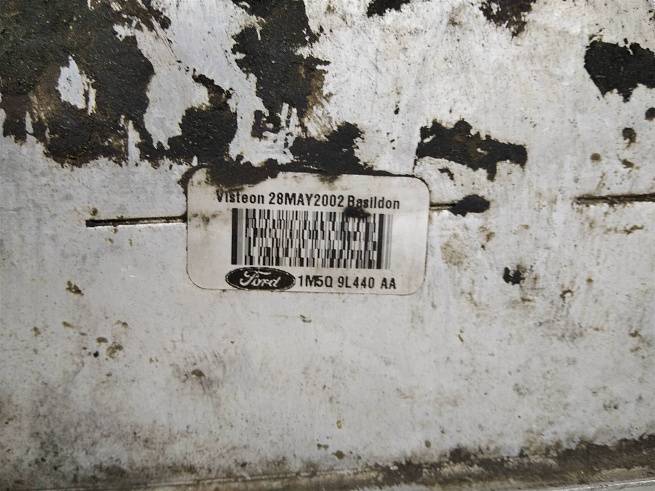 Visteon 28MAY2002 Basildon
Ford 1M5Q 9L440 AA